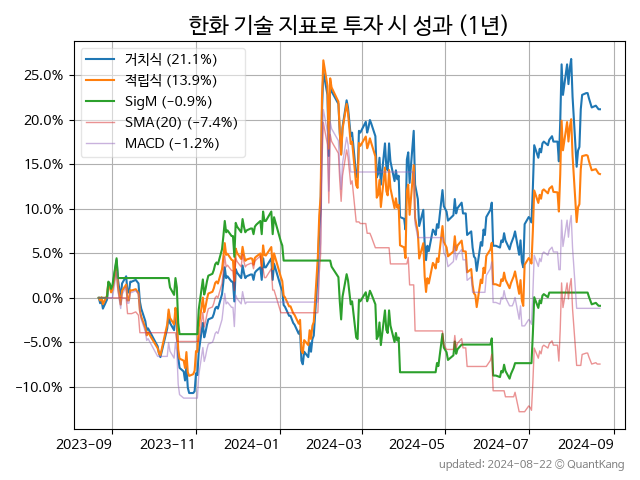 한화 기술 지표로 투자 시 성과 (1년)
거치식 (21.1%)
적립식 (13.9%)
SigM (−0.9%)
SMA(20) (−7.4%)
MACD (−1.2%)
25.0%
20.0%
15.0%
10.0%
5.0%
0.0%
−5.0%
−10.0%
2023-09 2023-11 2024-01 2024-03 2024-05 2024-07 2024-09
updated: 2024-08-22 ⓒ QuantKang